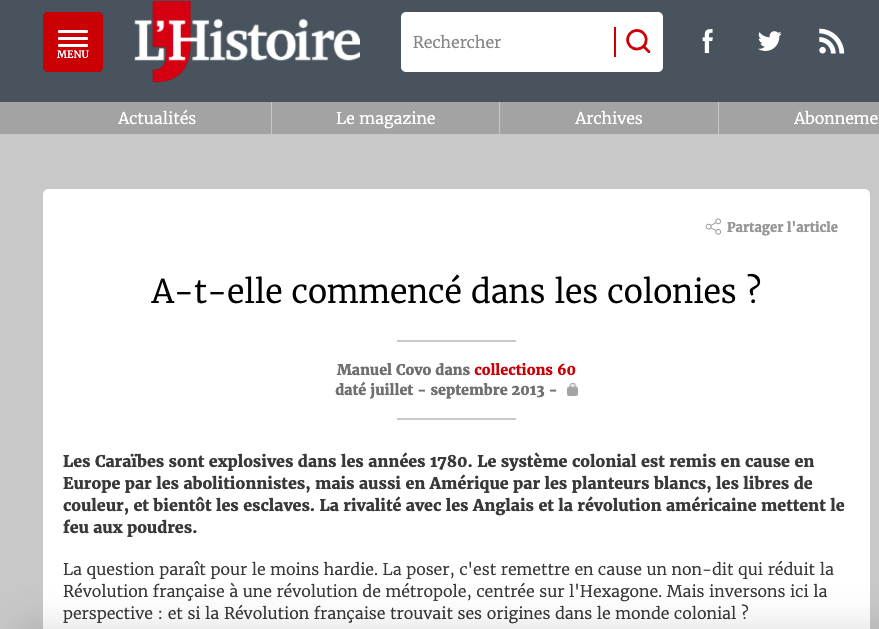 MENU
L'Histoire
Rechercher
f
Actualités
Le magazine
Archives
Abonneme
Partager l'article
A-t-elle commencé dans les colonies ?
Manuel Covo dans collections 60
daté juillet - septembre 2013 -
Les Caraïbes sont explosives dans les années 1780. Le système colonial est remis en cause en
Europe par les abolitionnistes, mais aussi en Amérique par les planteurs blancs, les libres de
couleur, et bientôt les esclaves. La rivalité avec les Anglais et la révolution américaine mettent le
feu aux poudres.
La question paraît pour le moins hardie. La poser, c'est remettre en cause un non-dit qui réduit la
Révolution française à une révolution de métropole, centrée sur l'Hexagone. Mais inversons ici la
perspective : et si la Révolution française trouvait ses origines dans le monde colonial ?